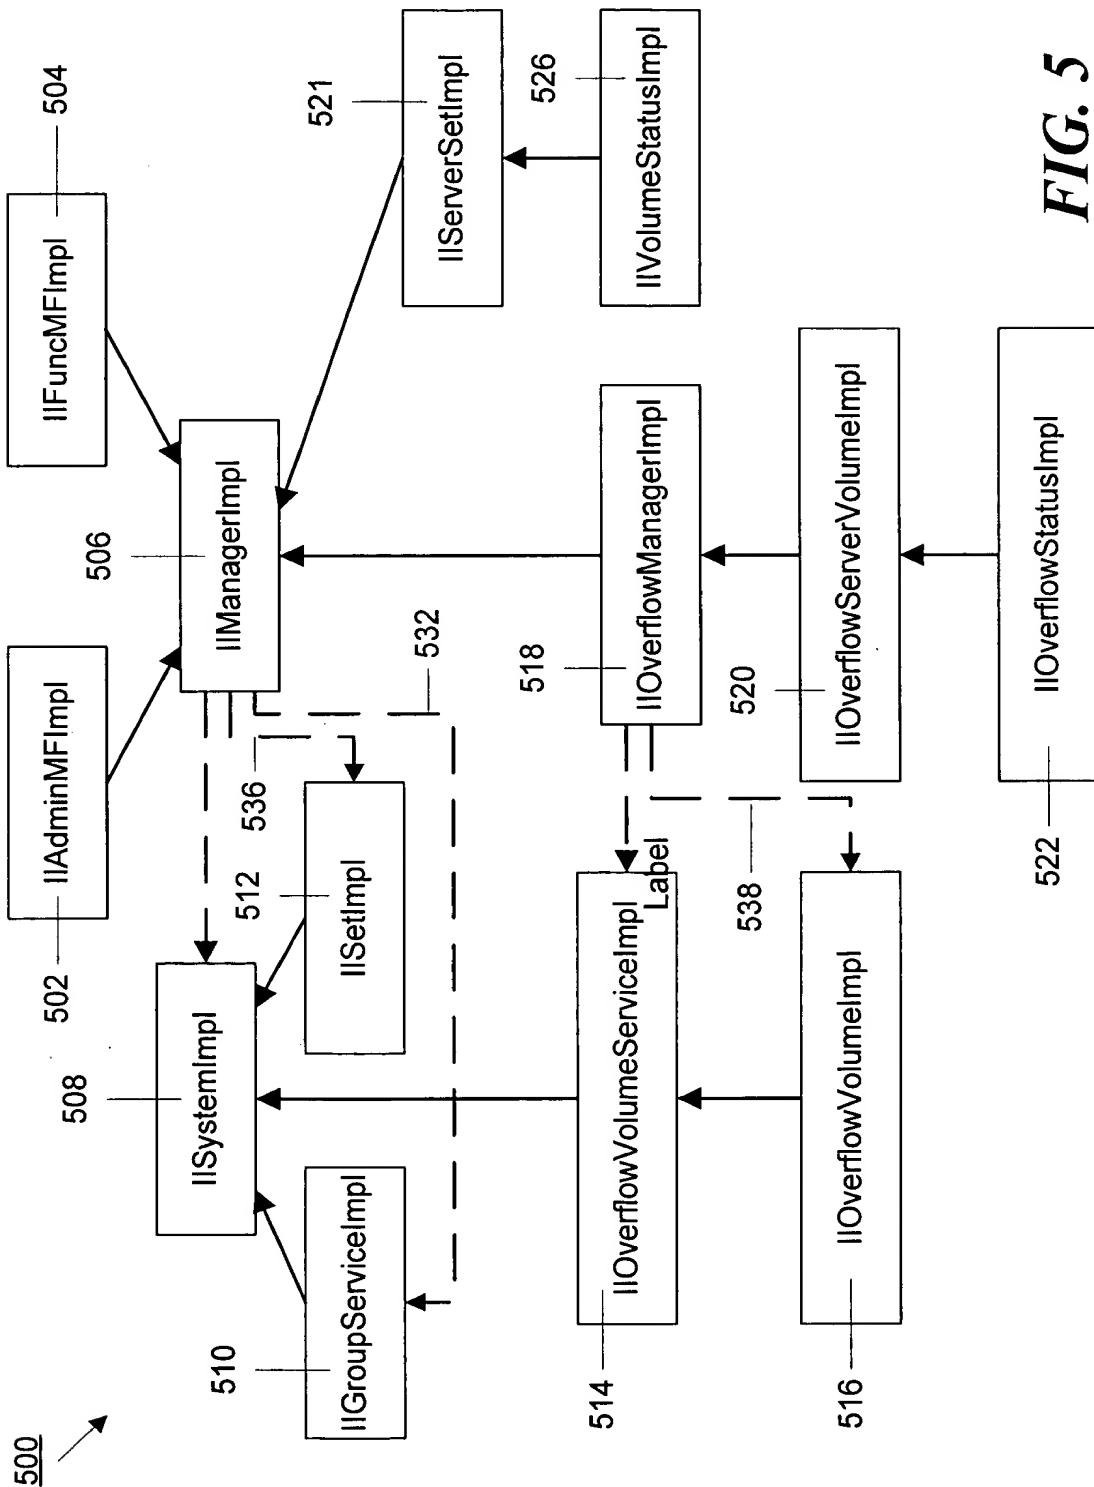 500
502
IIAdminMFImpl
IIFuncMFImpl
504
508
506
IISystemImpl
IIManagerImpl
510
512
536
521
IIGroupServiceImpl
IISetImpl
532
IIServerSetImpl
518
526
514
IIOverflowVolumeServiceImpl
Label
IIOverflowManagerImpl
IIVolumeStatusImpl
538
520
516
IIOverflowVolumeImpl
IIOverflowServerVolumeImpl
522
IIOverflowStatusImpl
FIG. 5